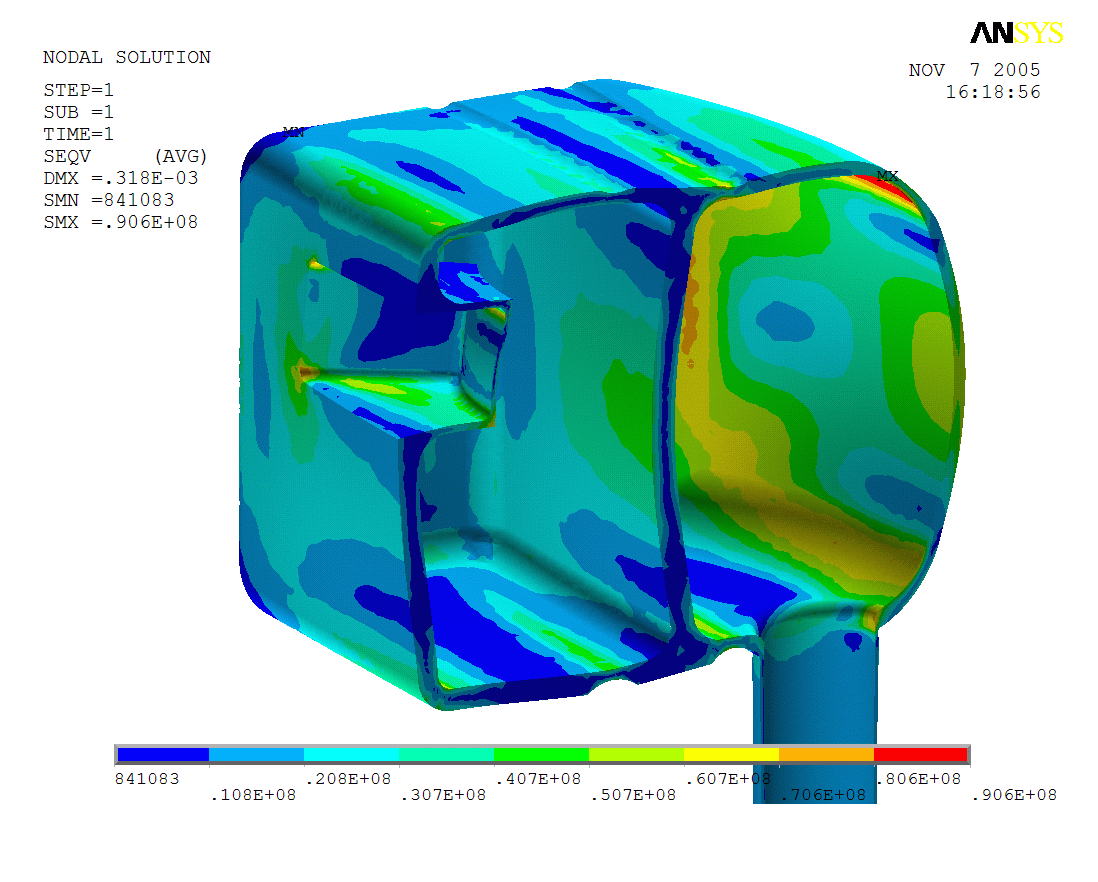 ANSYS
NODAL SOLUTION
NOV  7 2005
16:18:56
STEP=1
SUB =1
TIME=1
SEQV     (AVG)
DMX =.318E-03
SMN =841083
SMX =.906E+08
MN
MX
841083 .208E+08 .407E+08 .607E+08 .806E+08
.108E+08 .307E+08 .507E+08 .706E+08 .906E+08